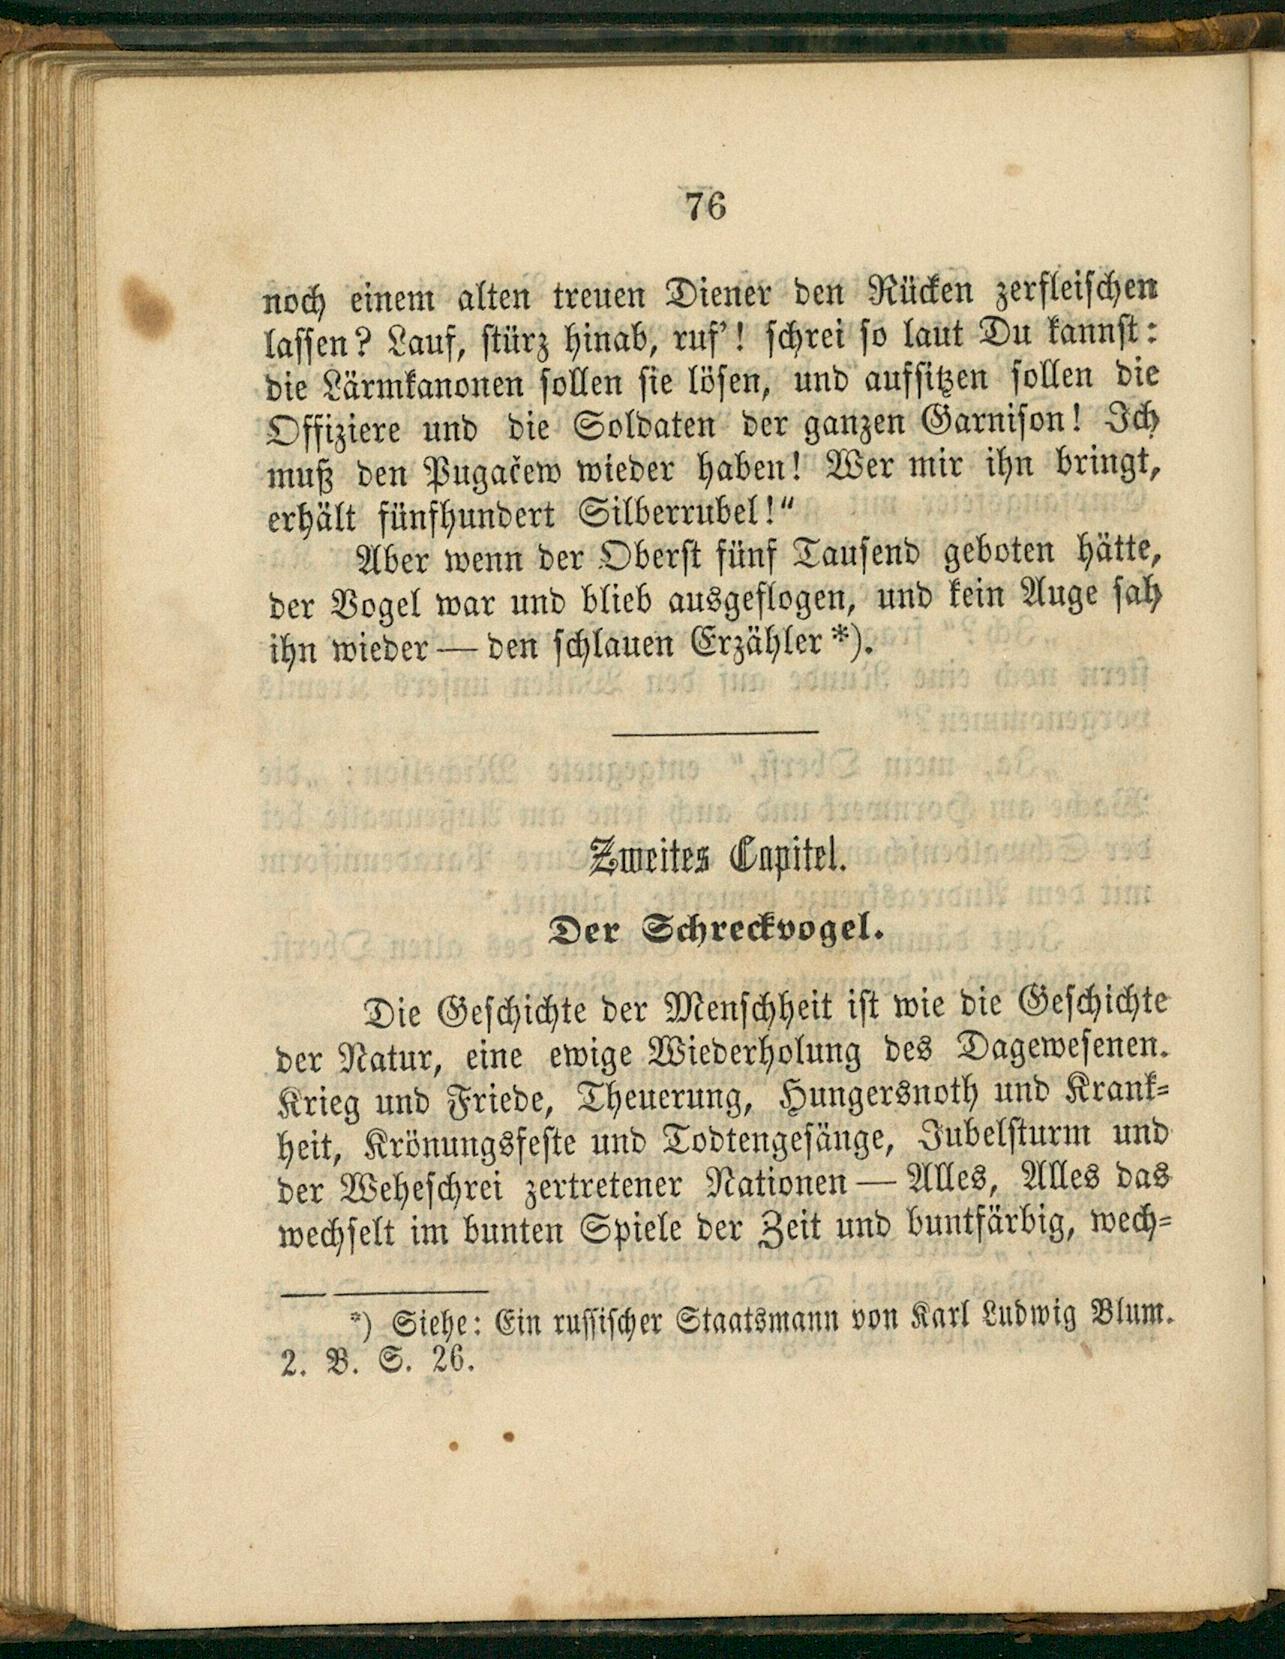 76
noch einem alten treuen Diener den Rücken zerfleischen
lassen? Lauf, stürz hinab, ruf'! schrei so laut Du kannst:
die Lärmkanonen sollen sie lösen, und aufsitzen sollen die
Offiziere und die Soldaten der ganzen Garnison! Ich
muß den Pugačew wieder haben! Wer mir ihn bringt,
erhält fünfhundert Silberrubel!“
Aber wenn der Oberst fünf Tausend geboten hätte,
der Vogel war und blieb ausgeflogen, und kein Auge sah
ihn wieder — den schlauen Erzähler *).
Zweites Capitel.
Der Schreckvogel.
Die Geschichte der Menschheit ist wie die Geschichte
der Natur, eine ewige Wiederholung des Dagewesenen.
Krieg und Friede, Theuerung, Hungersnoth und Krank-
heit, Krönungsfeste und Todtengesänge, Jubelsturm und
der Weheschrei zertretener Nationen — Alles, Alles das
wechselt im bunten Spiele der Zeit und buntfärbig, wech-
*) Siehe: Ein russischer Staatsmann von Karl Ludwig Blum.
2. B. S. 26.